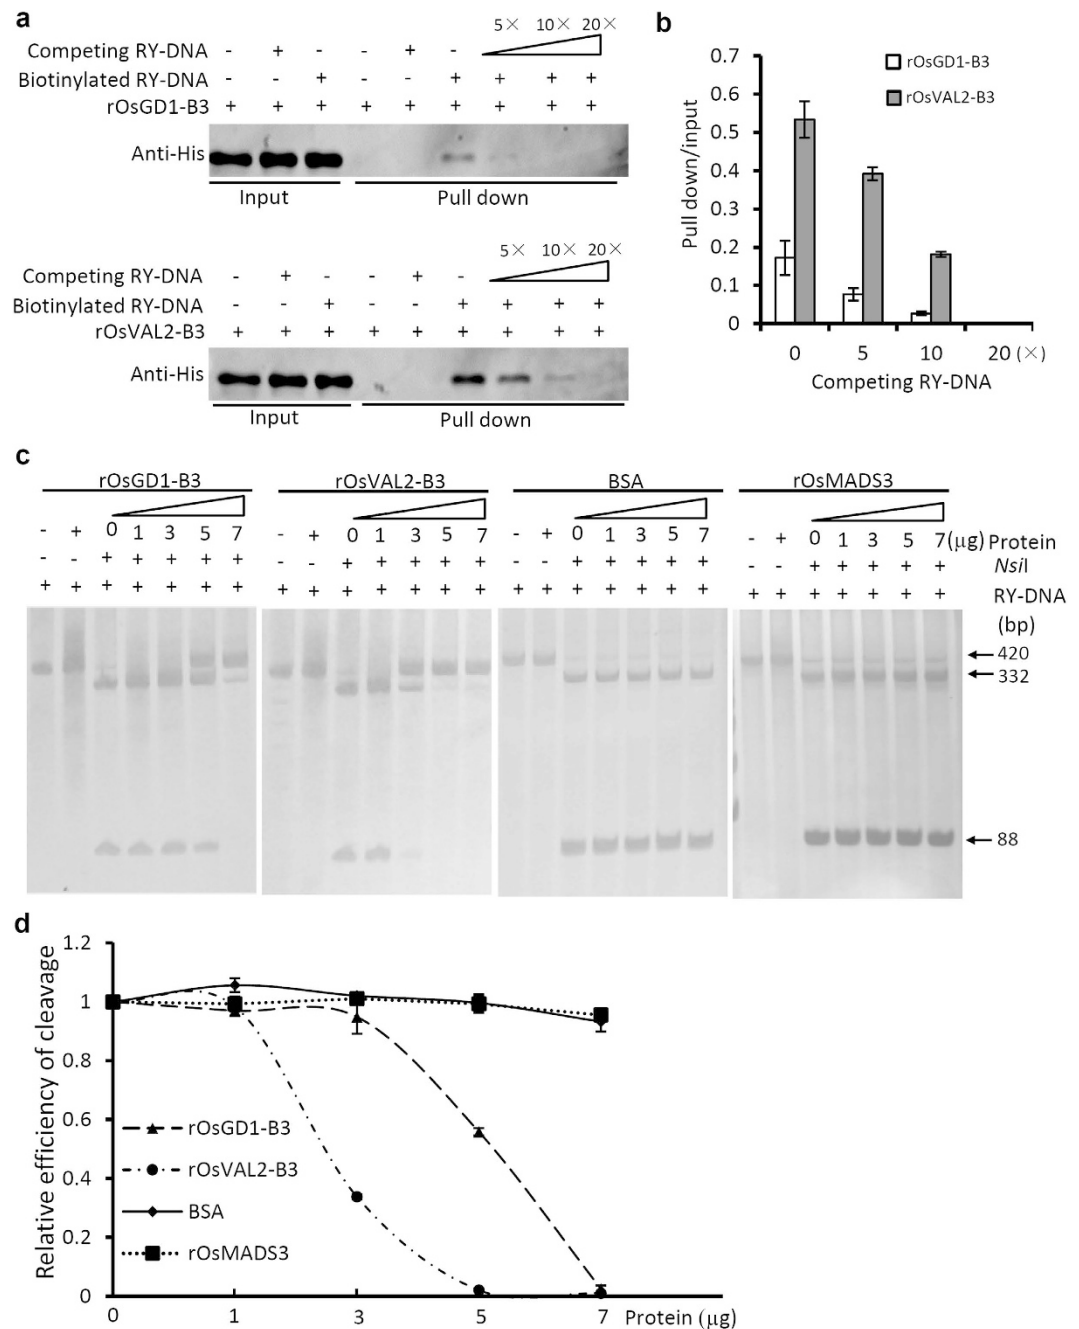 a
5× 10× 20×
Competing RY-DNA - + - - + -
Biotinylated RY-DNA - - + - - + + + +
rOsGD1-B3 + + + + + + + + +
Anti-His
Input Pull down
5× 10× 20×
Competing RY-DNA - + - - + -
Biotinylated RY-DNA - - + - - + + + +
rOsVAL2-B3 + + + + + + + + +
Anti-His
Input Pull down
b
rOsGD1-B3
rOsVAL2-B3
Pull down/input
0.7
0.6
0.5
0.4
0.3
0.2
0.1
0
0 5 10 20 (×)
Competing RY-DNA
c
rOsGD1-B3 rOsVAL2-B3 BSA rOsMADS3
- + 0 1 3 5 7 - + 0 1 3 5 7 - + 0 1 3 5 7 - + 0 1 3 5 7 (μg) Protein
- - + + + + + - - + + + + + - - + + + + + - - + + + + + NsiI
+ + + + + + + + + + + + + + + + + + + + + + + + + + + + RY-DNA
(bp)
420
332
88
d
Relative efficiency of cleavage
1.2
1
0.8
0.6
0.4
0.2
0
rOsGD1-B3
rOsVAL2-B3
BSA
rOsMADS3
0 1 3 5 7 Protein (μg)